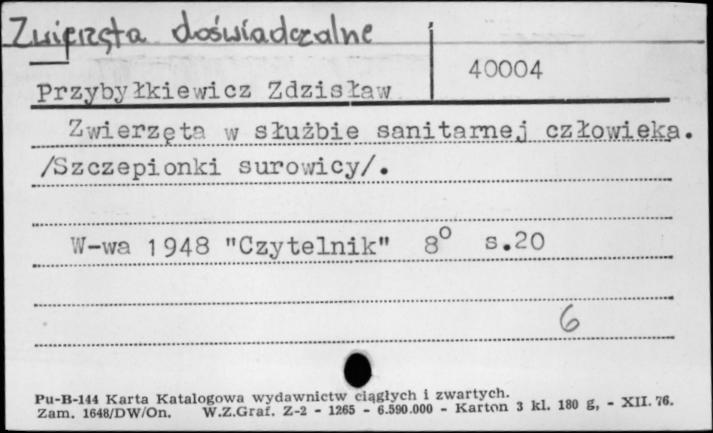 Zwierzęta doświadczalne
40004
Przybyłkiewicz Zdzisław
Zwierzęta w służbie sanitarnej człowieka.
/Szczepionki surowicy/.
W-wa 1948 "Czytelnik" 8° s.20
6
Pu-B-144 Karta Katalogowa wydawnictw ciągłych i zwartych.
Zam. 1648/DW/On. W.Z.Graf. Z-2 - 1265 - 6.590.000 - Karton 3 kl. 180 g, - XII. 76.